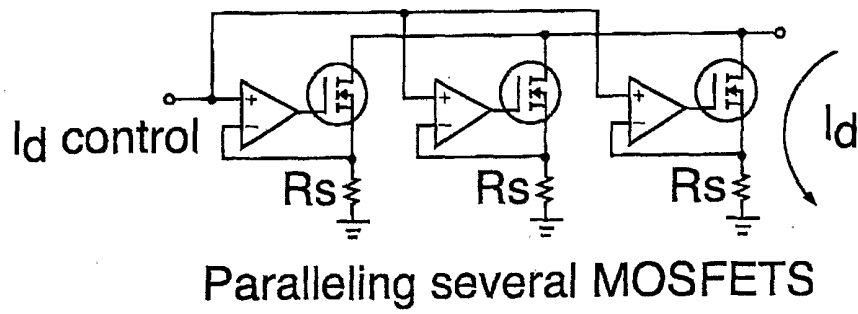 +
−
+
−
+
−
Id control
Id
Rs
Rs
Rs
Paralleling several MOSFETS